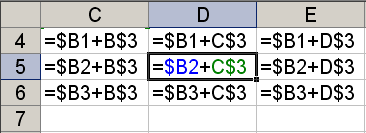 C D E
4 =$B1+B$3 =$B1+C$3 =$B1+D$3
5 =$B2+B$3 =$B2+C$3 =$B2+D$3
6 =$B3+B$3 =$B3+C$3 =$B3+D$3
7